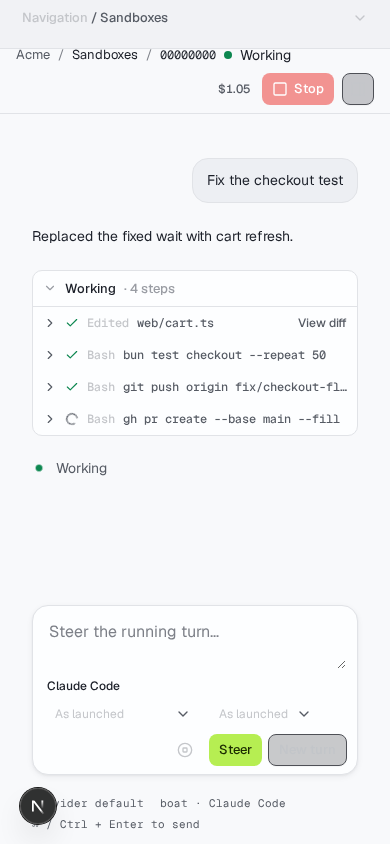 Navigation / Sandboxes
Acme / Sandboxes / 00000000 Working
$1.05 Stop
Fix the checkout test
Replaced the fixed wait with cart refresh.
Working · 4 steps
Edited web/cart.ts View diff
Bash bun test checkout --repeat 50
Bash git push origin fix/checkout-fl…
Bash gh pr create --base main --fill
Working
Steer the running turn…
Claude Code
As launched As launched
Steer
default boat · Claude Code
/ Ctrl + Enter to send